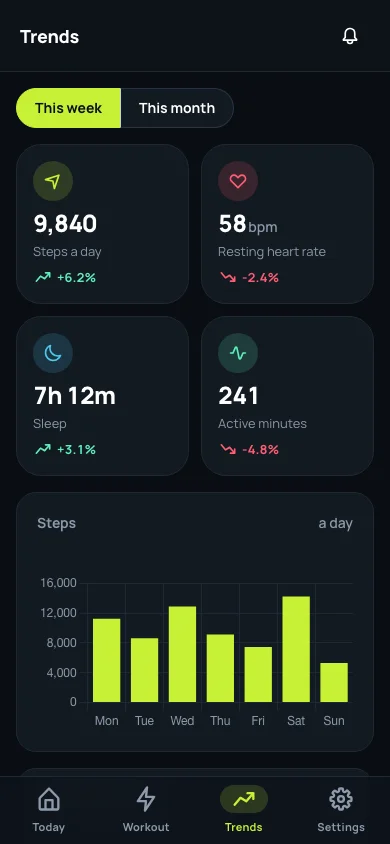 Trends
This week This month
9,840
Steps a day
+6.2%
58bpm
Resting heart rate
-2.4%
7h 12m
Sleep
+3.1%
241
Active minutes
-4.8%
Steps a day
16,000
12,000
8,000
4,000
0
Mon Tue Wed Thu Fri Sat Sun
Today Workout Trends Settings